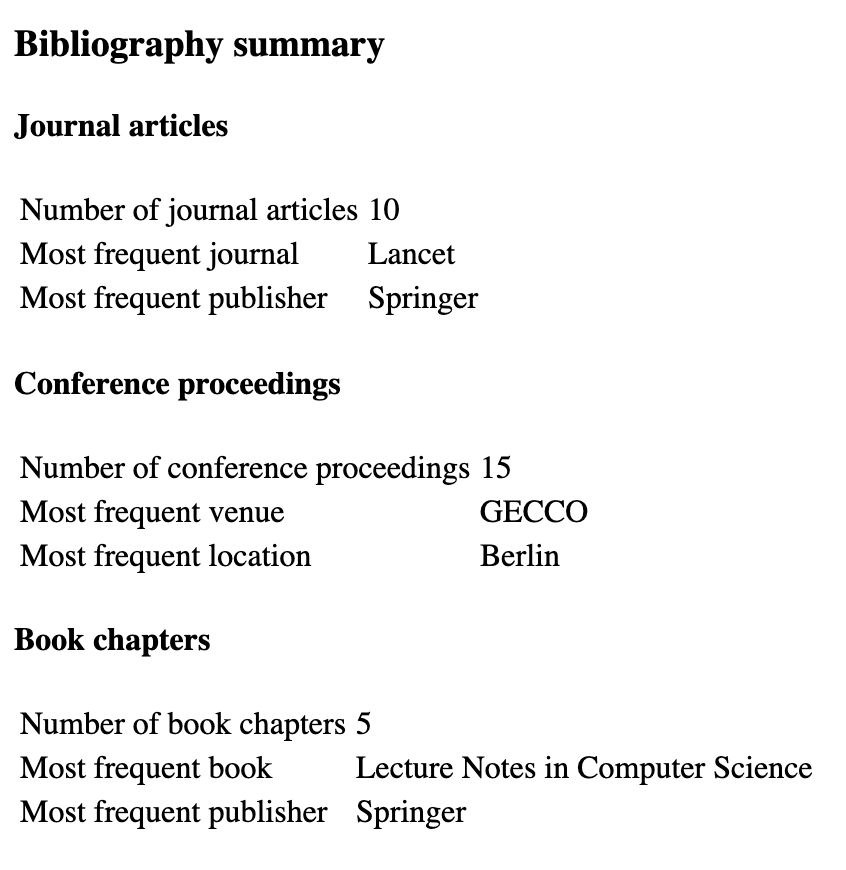 Bibliography summary
Journal articles
Number of journal articles 10
Most frequent journal Lancet
Most frequent publisher Springer
Conference proceedings
Number of conference proceedings 15
Most frequent venue GECCO
Most frequent location Berlin
Book chapters
Number of book chapters 5
Most frequent book Lecture Notes in Computer Science
Most frequent publisher Springer